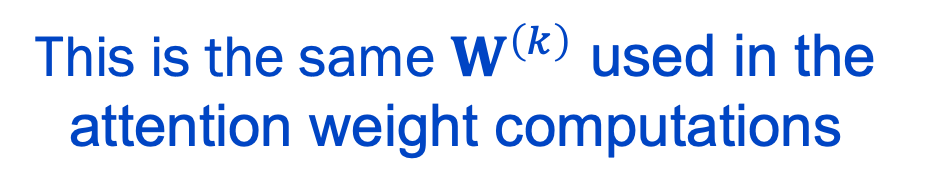 This is the same 𝐖⁽ᵏ⁾ used in the
attention weight computations